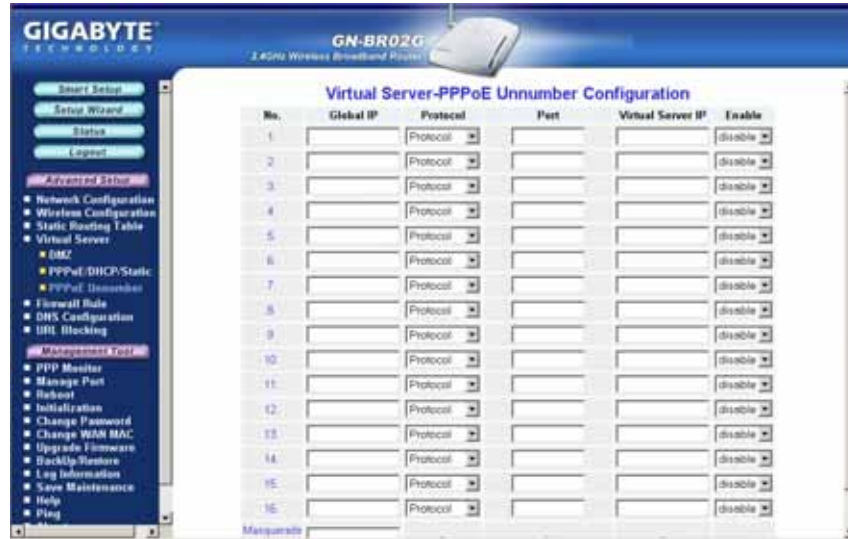 GIGABYTE
TECHNOLOGY
GN-BR02G
2.4GHz Wireless Broadband Router
Smart Setup
Setup Wizard
Status
Logout
Advanced Setup
Network Configuration
Wireless Configuration
Static Routing Table
Virtual Server
DMZ
PPPoE/DHCP/Static
PPPoE Unnumber
Firewall Rule
DNS Configuration
URL Blocking
Management Tool
PPP Monitor
Manage Port
Reboot
Initialization
Change Password
Change WAN MAC
Upgrade Firmware
BackUp/Restore
Log Information
Save Maintenance
Help
Ping
Virtual Server-PPPoE Unnumber Configuration
No. Global IP Protocol Port Virtual Server IP Enable
1. Protocol disable
2. Protocol disable
3. Protocol disable
4. Protocol disable
5. Protocol disable
6. Protocol disable
7. Protocol disable
8. Protocol disable
9. Protocol disable
10. Protocol disable
11. Protocol disable
12. Protocol disable
13. Protocol disable
14. Protocol disable
15. Protocol disable
16. Protocol disable
Masquerade